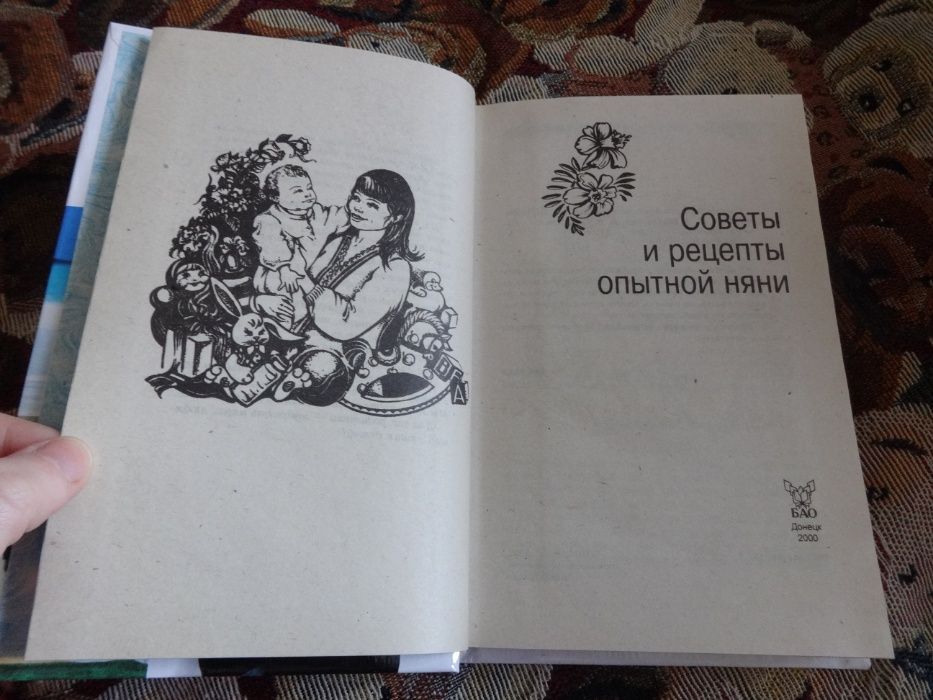 Советы
и рецепты
опытной няни
А
БАО
Донецк
2000